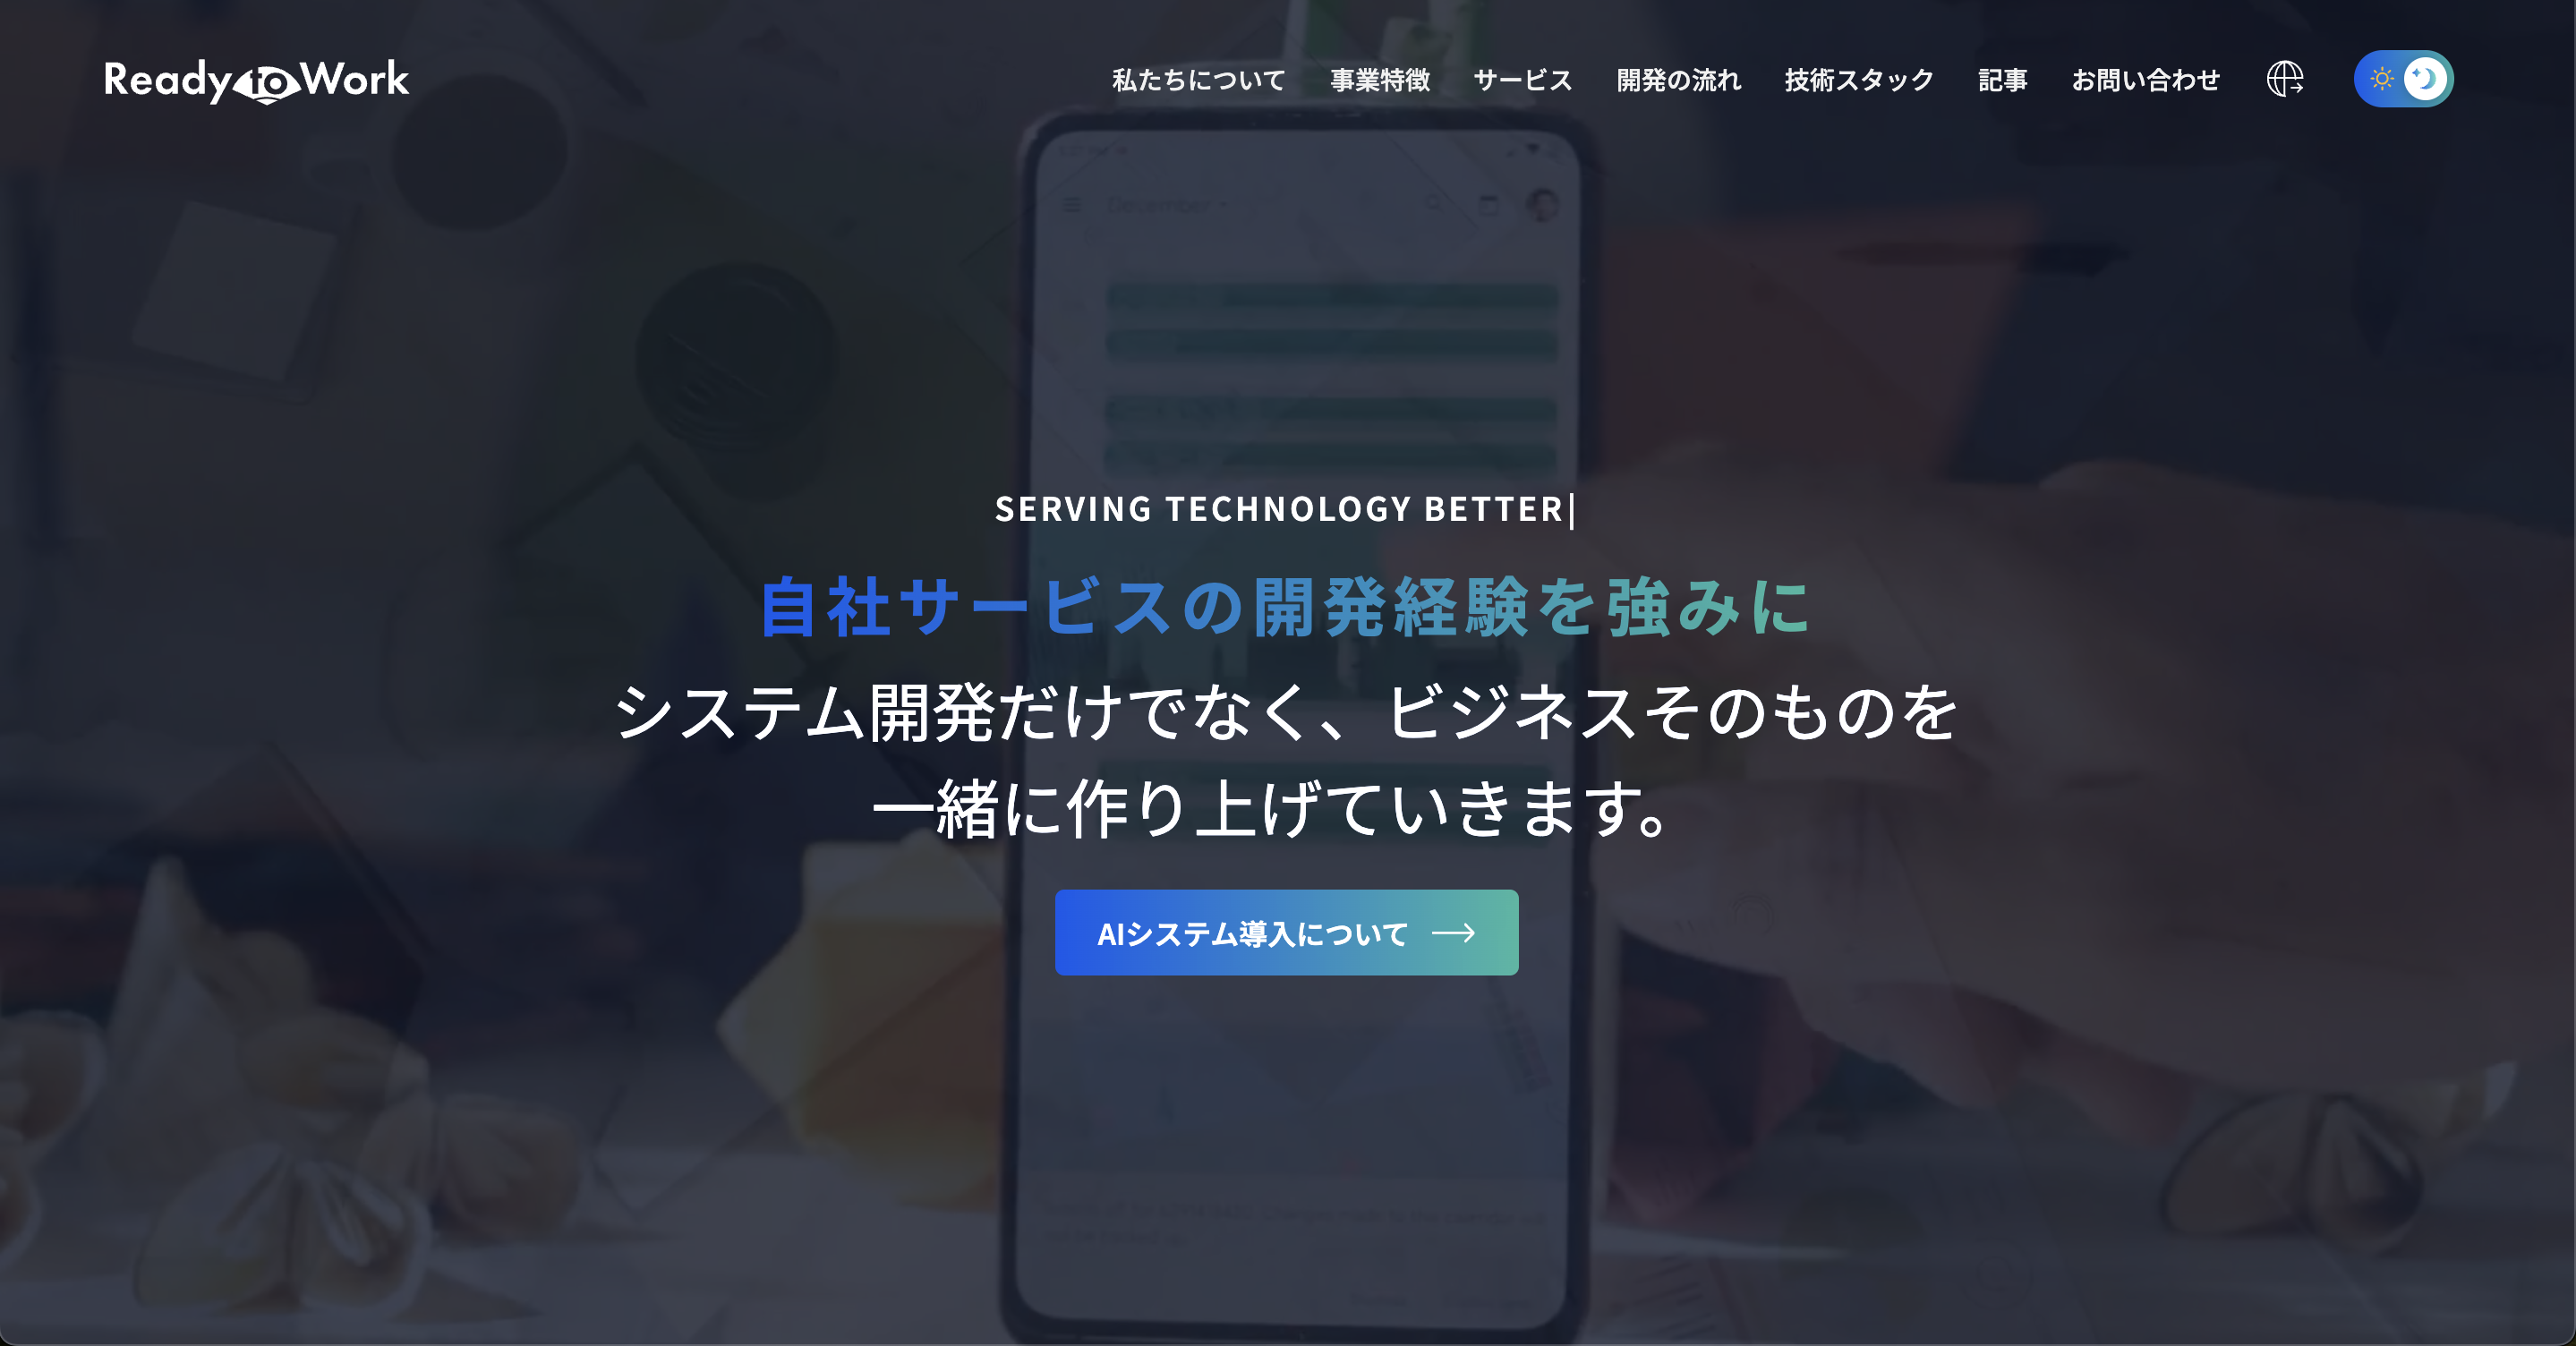 ReadytoWork
私たちについて 事業特徴 サービス 開発の流れ 技術スタック 記事 お問い合わせ
December
SERVING TECHNOLOGY BETTER|
自社サービスの開発経験を強みに
システム開発だけでなく、ビジネスそのものを
一緒に作り上げていきます。
AIシステム導入について